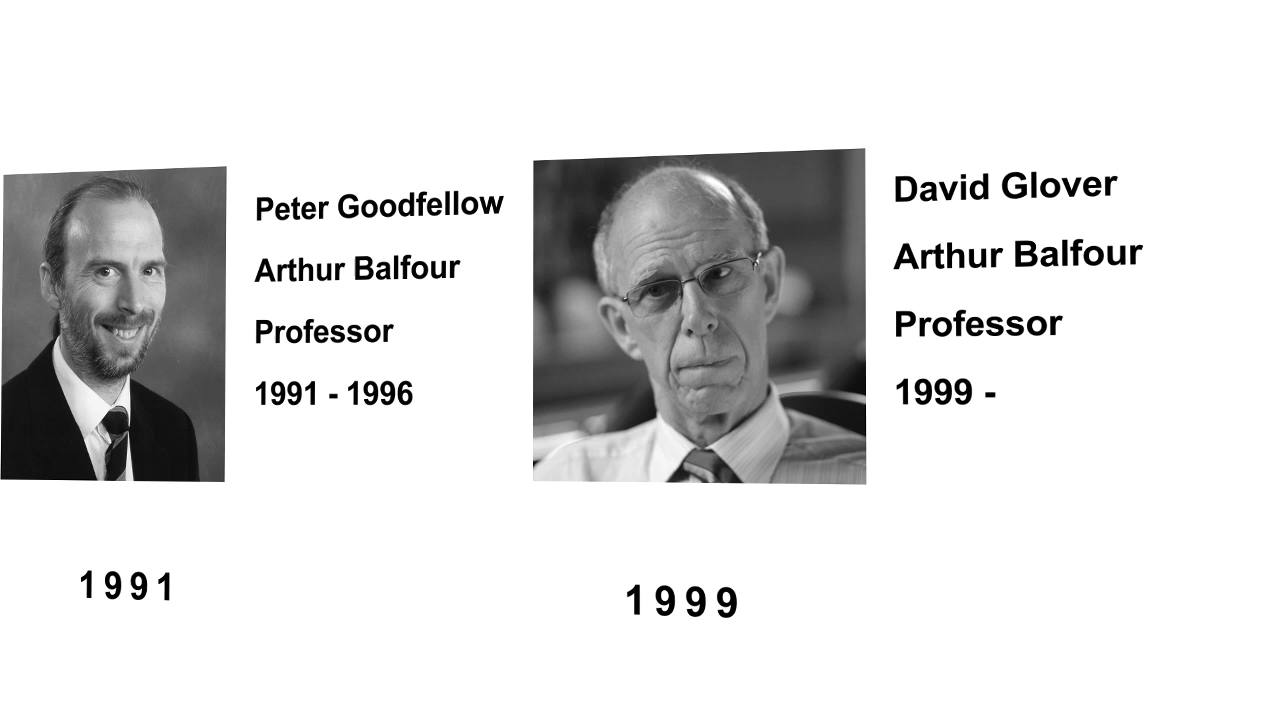 Peter Goodfellow
Arthur Balfour
Professor
1991 - 1996
1991
David Glover
Arthur Balfour
Professor
1999 -
1999